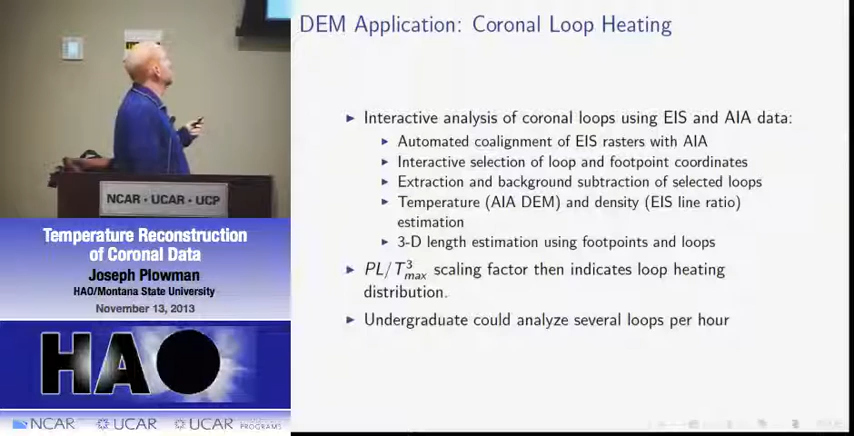 DEM Application: Coronal Loop Heating
► Interactive analysis of coronal loops using EIS and AIA data:
► Automated coalignment of EIS rasters with AIA
► Interactive selection of loop and footpoint coordinates
► Extraction and background subtraction of selected loops
► Temperature (AIA DEM) and density (EIS line ratio)
estimation
► 3-D length estimation using footpoints and loops
► PL/T³max scaling factor then indicates loop heating
distribution.
► Undergraduate could analyze several loops per hour
NCAR • UCAR • UCP
Temperature Reconstruction
of Coronal Data
Joseph Plowman
HAO/Montana State University
November 13, 2013
HAO
NCAR UCAR UCAR COMMUNITY PROGRAMS